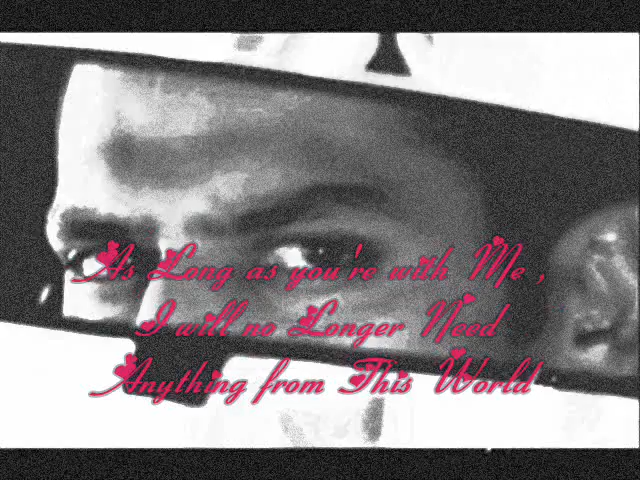 As Long as you're with Me ,
I will no Longer Need
Anything from This World